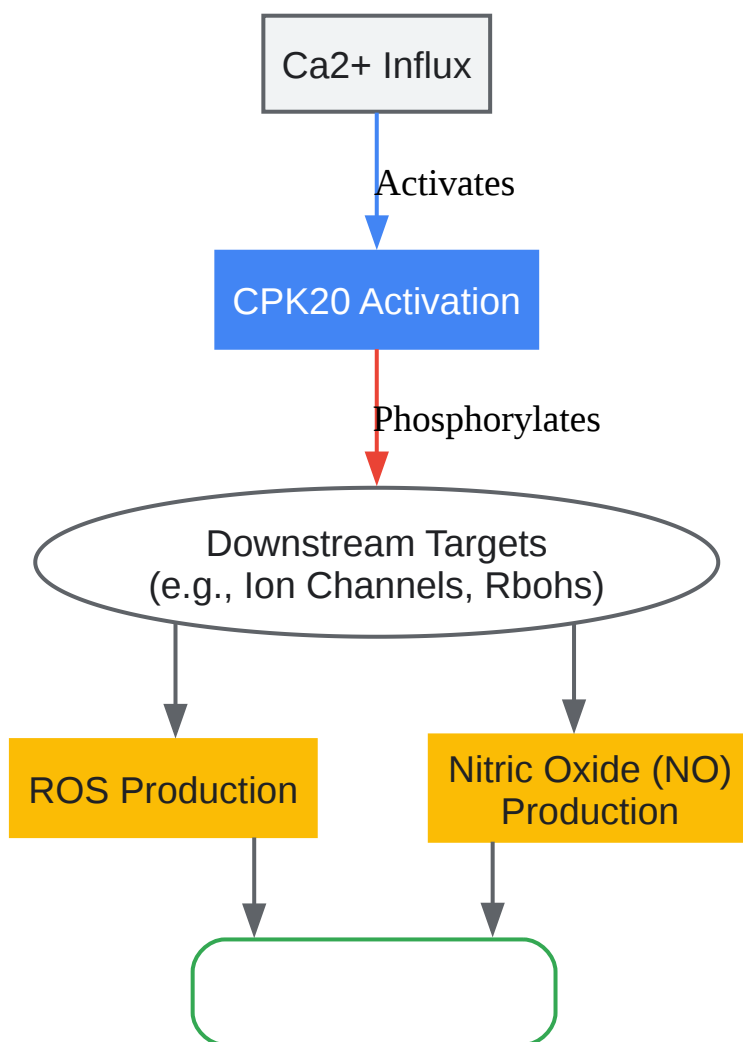 Ca2+ Influx
Activates
CPK20 Activation
Phosphorylates
Downstream Targets
(e.g., Ion Channels, Rbohs)
ROS Production
Nitric Oxide (NO)
Production